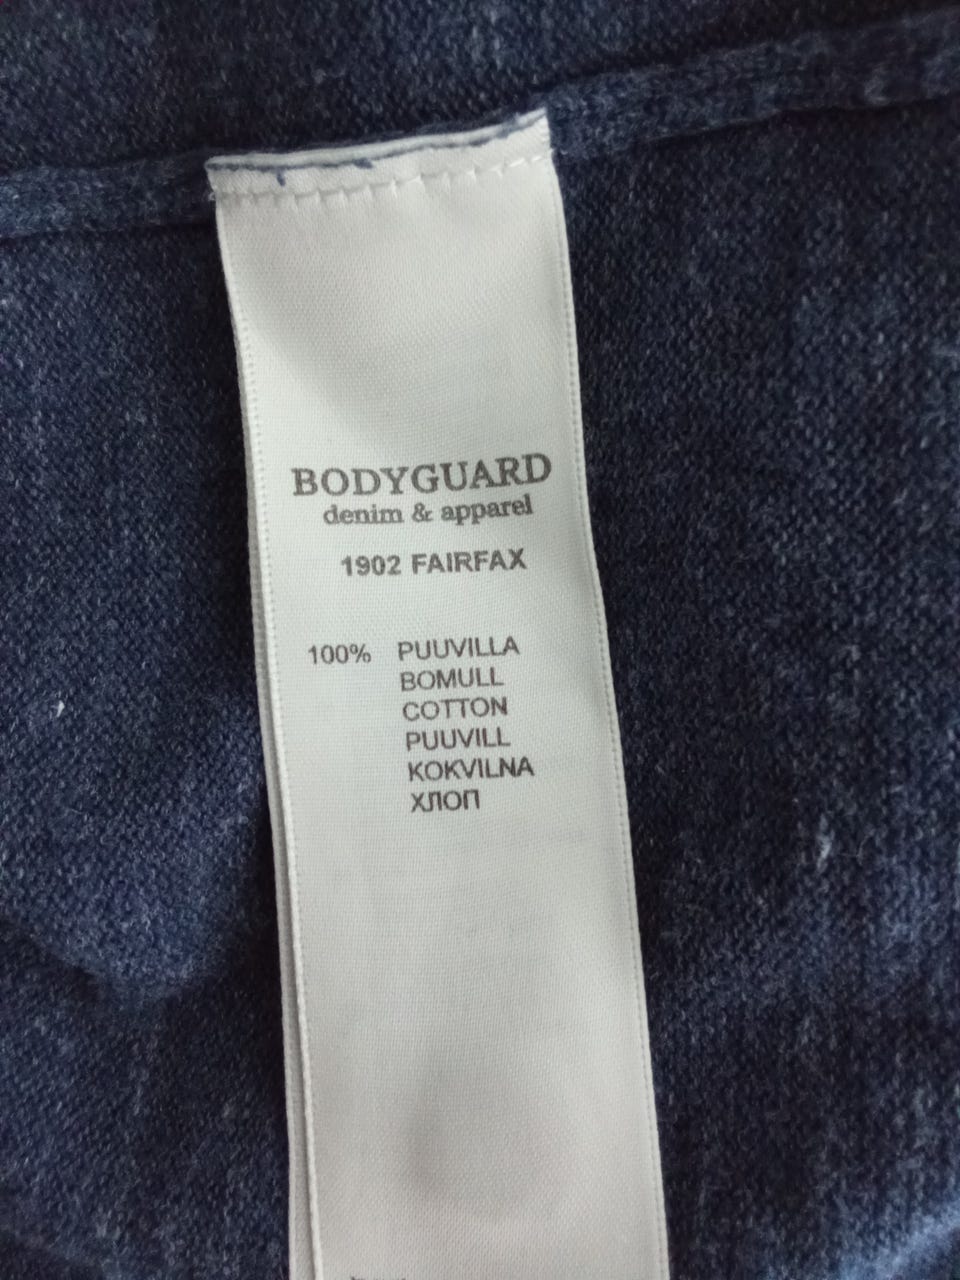 BODYGUARD
denim & apparel
1902 FAIRFAX
100% PUUVILLA
BOMULL
COTTON
PUUVILL
KOKVILNA
ХЛОП